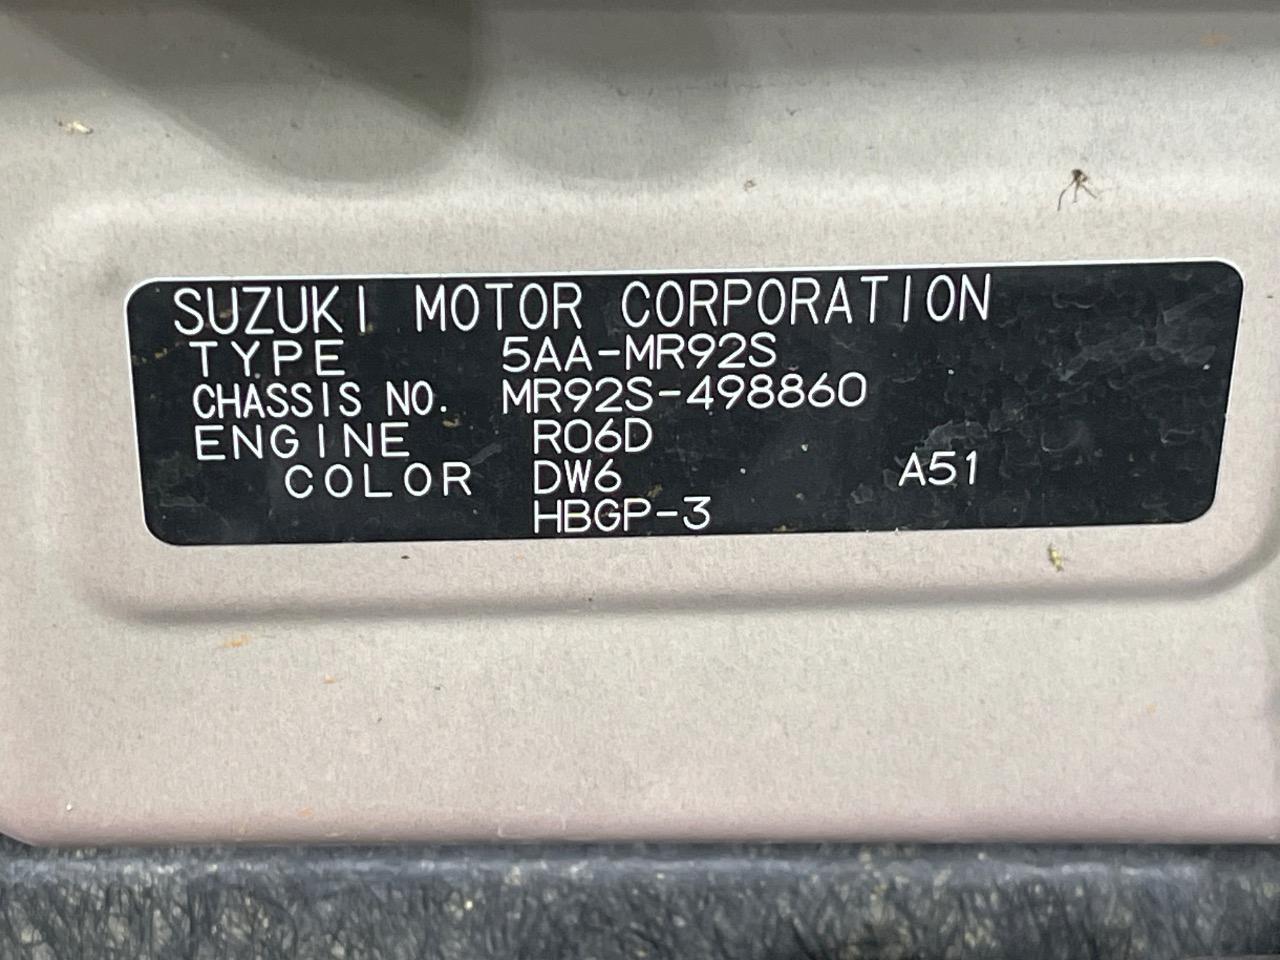 SUZUKI MOTOR CORPORATION
TYPE 5AA-MR92S
CHASSIS NO. MR92S-498860
ENGINE R06D
COLOR DW6 A51
HBGP-3